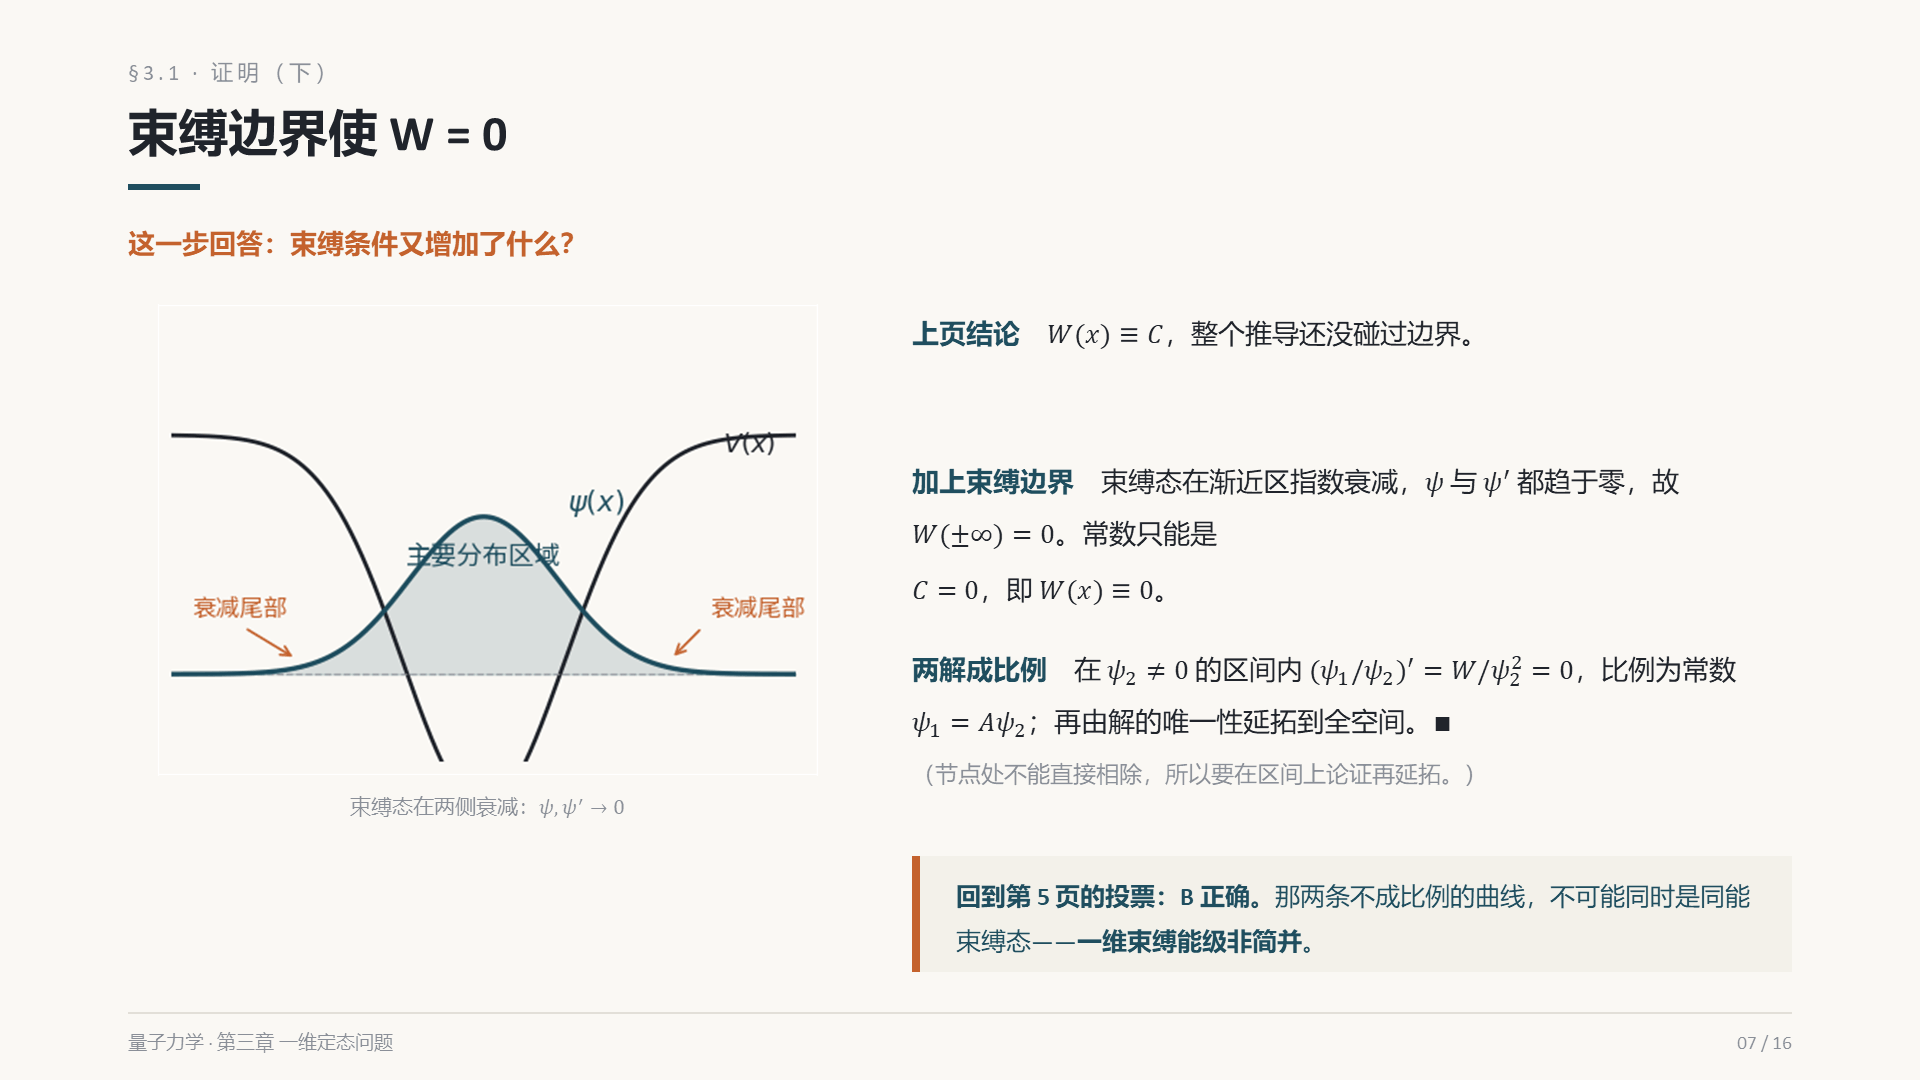 §3.1 · 证明（下）
束缚边界使 W = 0
这一步回答：束缚条件又增加了什么？
V(x)
ψ(x)
主要分布区域
衰减尾部
衰减尾部
束缚态在两侧衰减：ψ, ψ′ → 0
上页结论 W(x) ≡ C，整个推导还没碰过边界。
加上束缚边界 束缚态在渐近区指数衰减，ψ 与 ψ′ 都趋于零，故
W(±∞) = 0。常数只能是
C = 0，即 W(x) ≡ 0。
两解成比例 在 ψ₂ ≠ 0 的区间内 (ψ₁/ψ₂)′ = W/ψ₂² = 0，比例为常数
ψ₁ = Aψ₂；再由解的唯一性延拓到全空间。■
（节点处不能直接相除，所以要在区间上论证再延拓。）
回到第 5 页的投票：B 正确。那两条不成比例的曲线，不可能同时是同能
束缚态——一维束缚能级非简并。
量子力学 · 第三章 一维定态问题
07 / 16